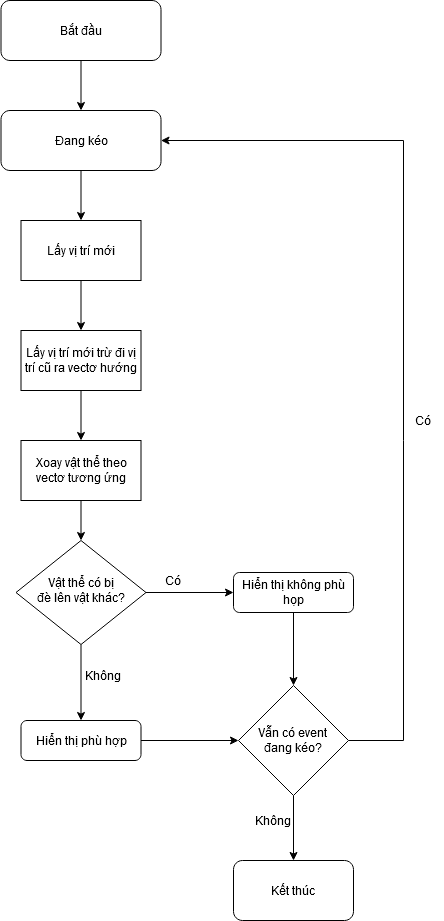 Bắt đầu
Đang kéo
Lấy vị trí mới
Lấy vị trí mới trừ đi vị
trí cũ ra vectơ hướng
Có
Xoay vật thể theo
vectơ tương ứng
Vật thể có bị
đè lên vật khác?
Có
Hiển thị không phù
hợp
Không
Hiển thị phù hợp
Vẫn có event
đang kéo?
Không
Kết thúc